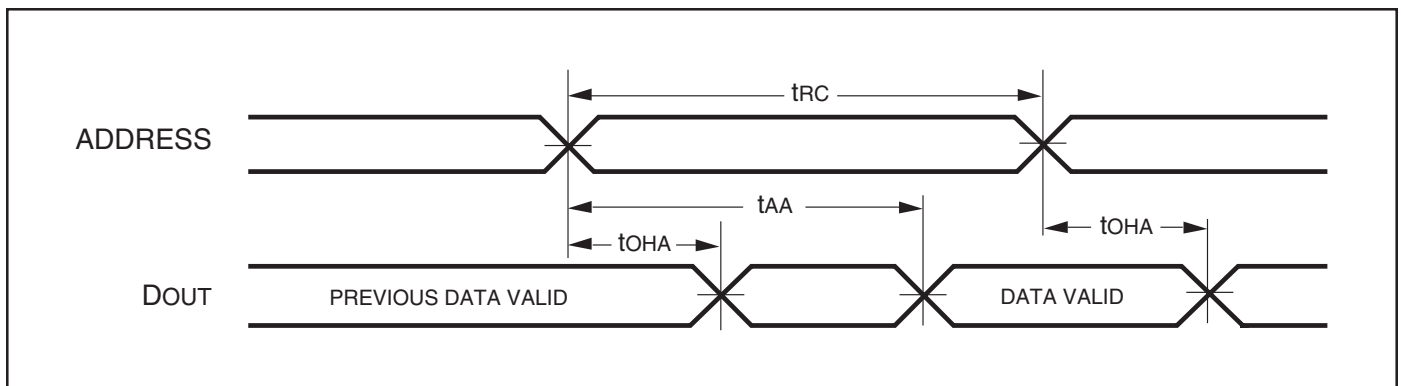 tRC
ADDRESS
tAA
tOHA
tOHA
DOUT
PREVIOUS DATA VALID
DATA VALID